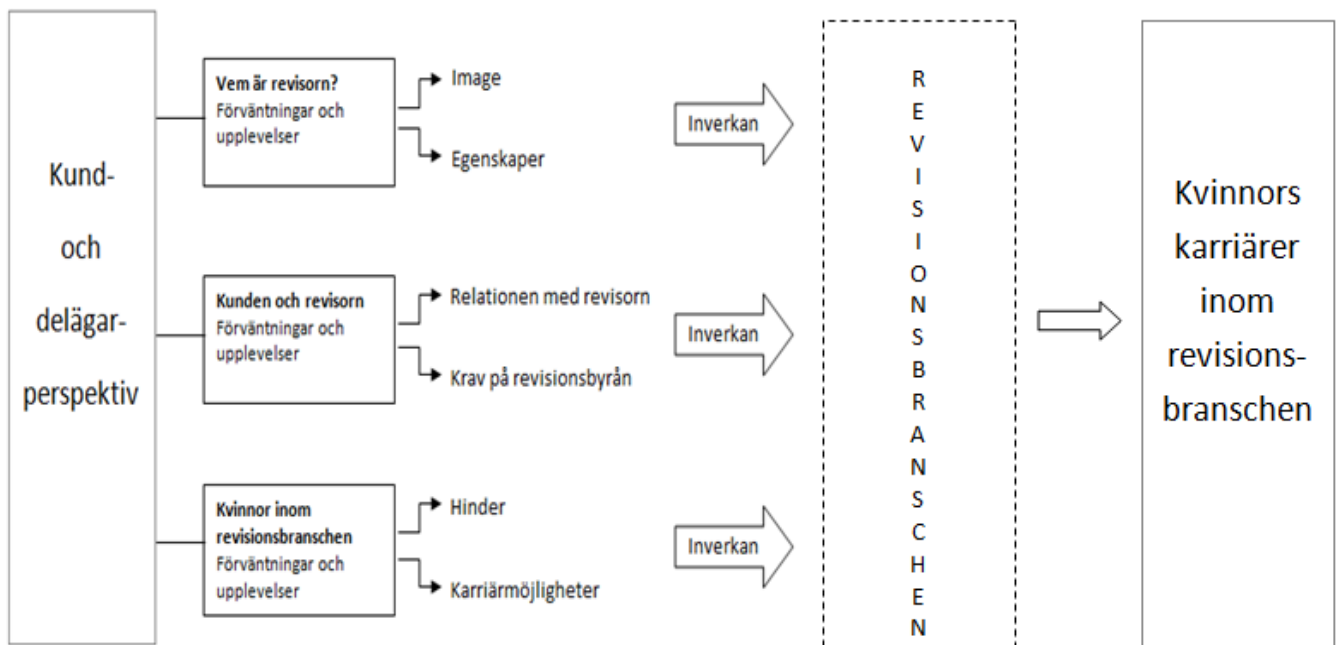 Kund-
och
delägar-
perspektiv
Vem är revisorn?
Förväntningar och
upplevelser
Image
Egenskaper
Inverkan
Kunden och revisorn
Förväntningar och
upplevelser
Relationen med revisorn
Krav på revisionsbyrån
Inverkan
Kvinnor inom
revisionsbranschen
Förväntningar och
upplevelser
Hinder
Karriärmöjligheter
Inverkan
R
E
V
I
S
I
O
N
S
B
R
A
N
S
C
H
E
N
Kvinnors
karriärer
inom
revisions-
branschen